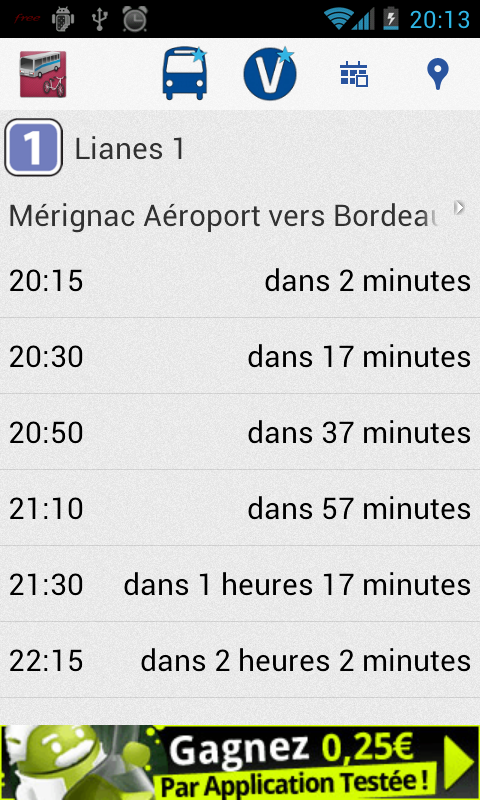 free 20:13
V
1 Lianes 1
Mérignac Aéroport vers Bordeau
20:15 dans 2 minutes
20:30 dans 17 minutes
20:50 dans 37 minutes
21:10 dans 57 minutes
21:30 dans 1 heures 17 minutes
22:15 dans 2 heures 2 minutes
Gagnez 0,25€
Par Application Testée !